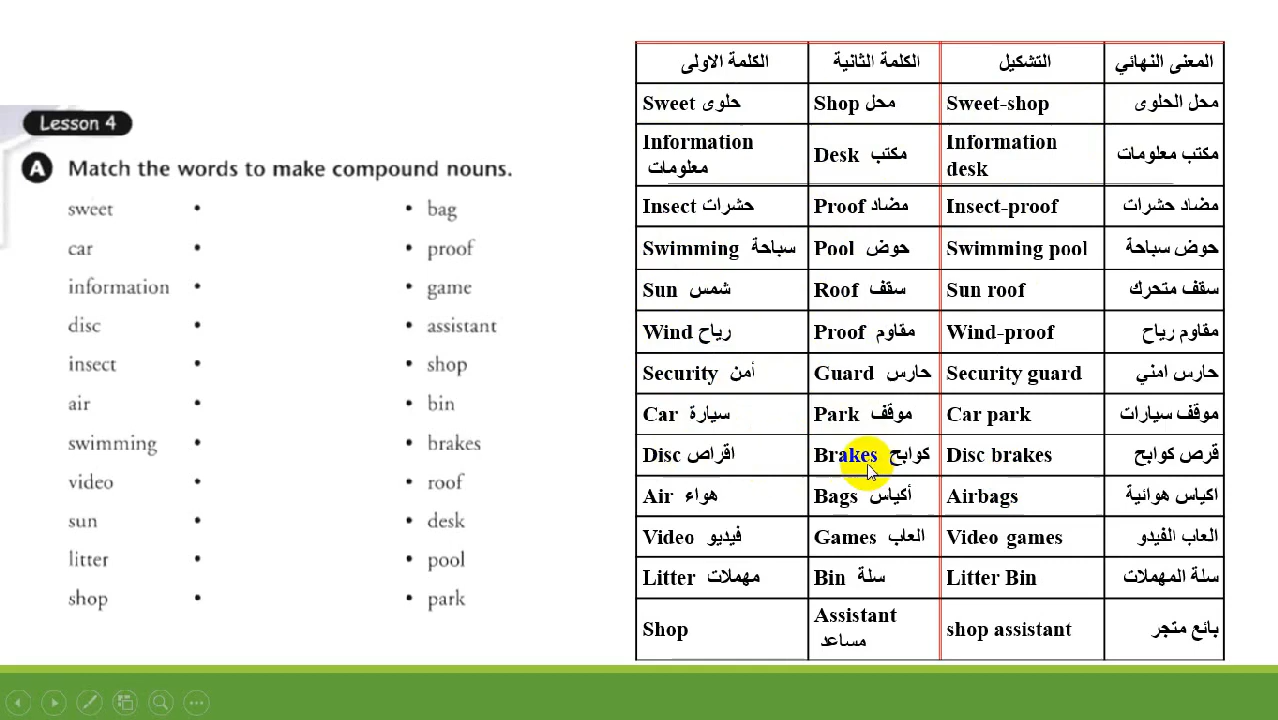 Lesson 4
A Match the words to make compound nouns.
sweet • • bag
car • • proof
information • • game
disc • • assistant
insect • • shop
air • • bin
swimming • • brakes
video • • roof
sun • • desk
litter • • pool
shop • • park
الكلمة الاولى الكلمة الثانية التشكيل المعنى النهائي
Sweet حلوى Shop محل Sweet-shop محل الحلوى
Information معلومات Desk مكتب Information desk مكتب معلومات
Insect حشرات Proof مضاد Insect-proof مضاد حشرات
Swimming سباحة Pool حوض Swimming pool حوض سباحة
Sun شمس Roof سقف Sun roof سقف متحرك
Wind رياح Proof مقاوم Wind-proof مقاوم رياح
Security أمن Guard حارس Security guard حارس امني
Car سيارة Park موقف Car park موقف سيارات
Disc اقراص Brakes كوابح Disc brakes قرص كوابح
Air هواء Bags أكياس Airbags اكياس هوائية
Video فيديو Games العاب Video games العاب الفيدو
Litter مهملات Bin سلة Litter Bin سلة المهملات
Shop Assistant مساعد shop assistant بائع متجر